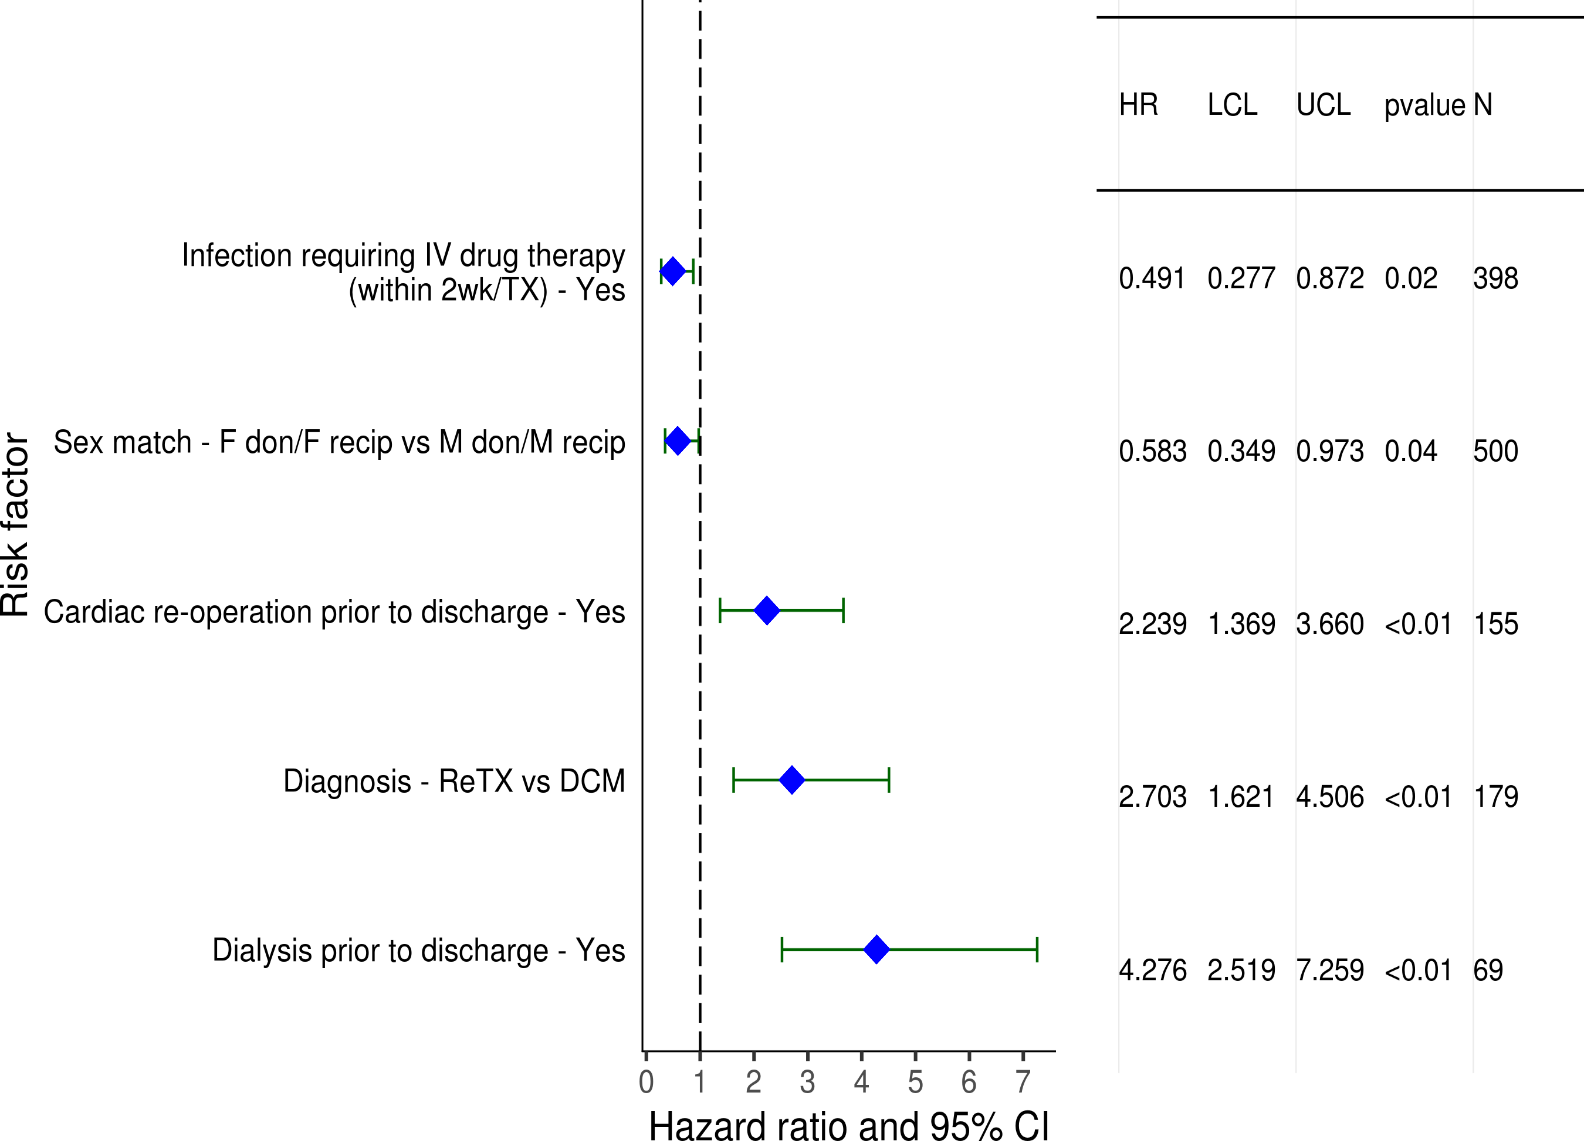 HR LCL UCL pvalue N
Infection requiring IV drug therapy
(within 2wk/TX) - Yes
0.491 0.277 0.872 0.02 398
Sex match - F don/F recip vs M don/M recip
0.583 0.349 0.973 0.04 500
Cardiac re-operation prior to discharge - Yes
2.239 1.369 3.660 <0.01 155
Diagnosis - ReTX vs DCM
2.703 1.621 4.506 <0.01 179
Dialysis prior to discharge - Yes
4.276 2.519 7.259 <0.01 69
Risk factor
0 1 2 3 4 5 6 7
Hazard ratio and 95% CI